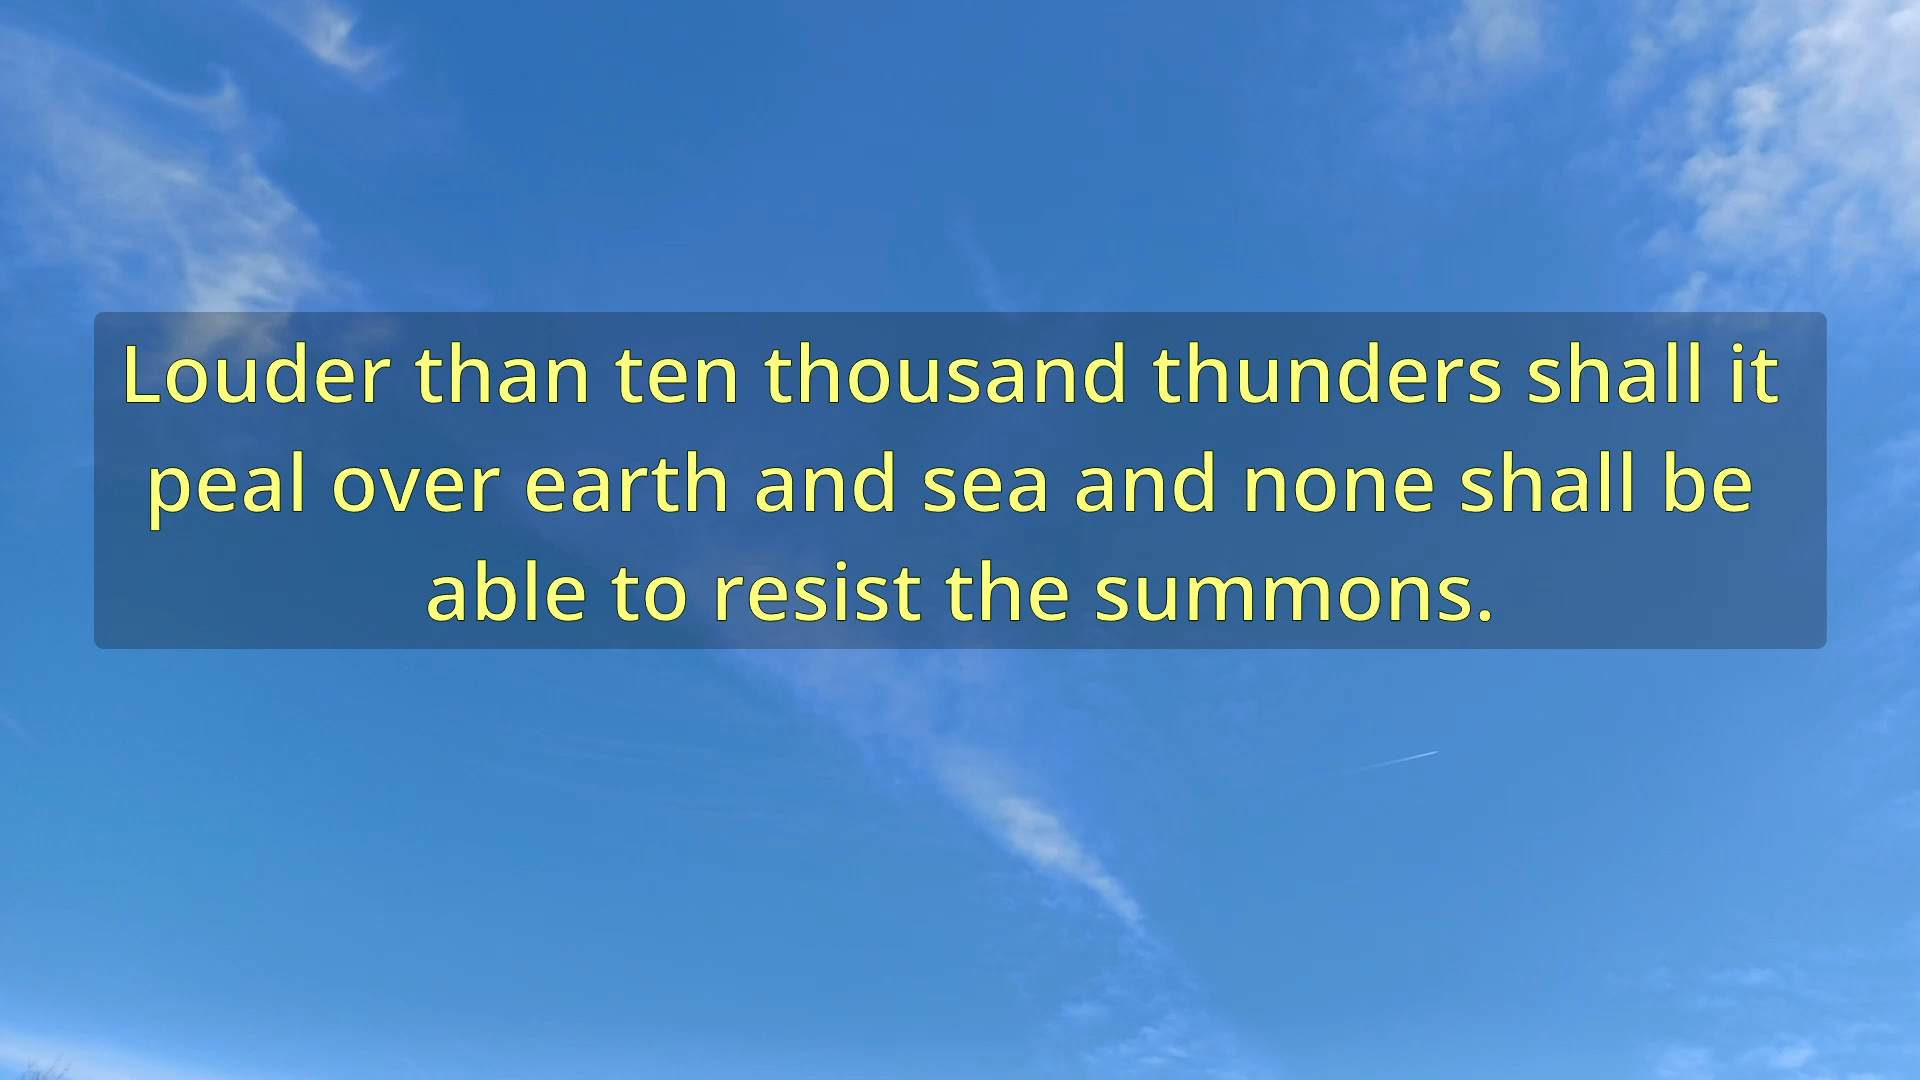 Louder than ten thousand thunders shall it
peal over earth and sea and none shall be
able to resist the summons.